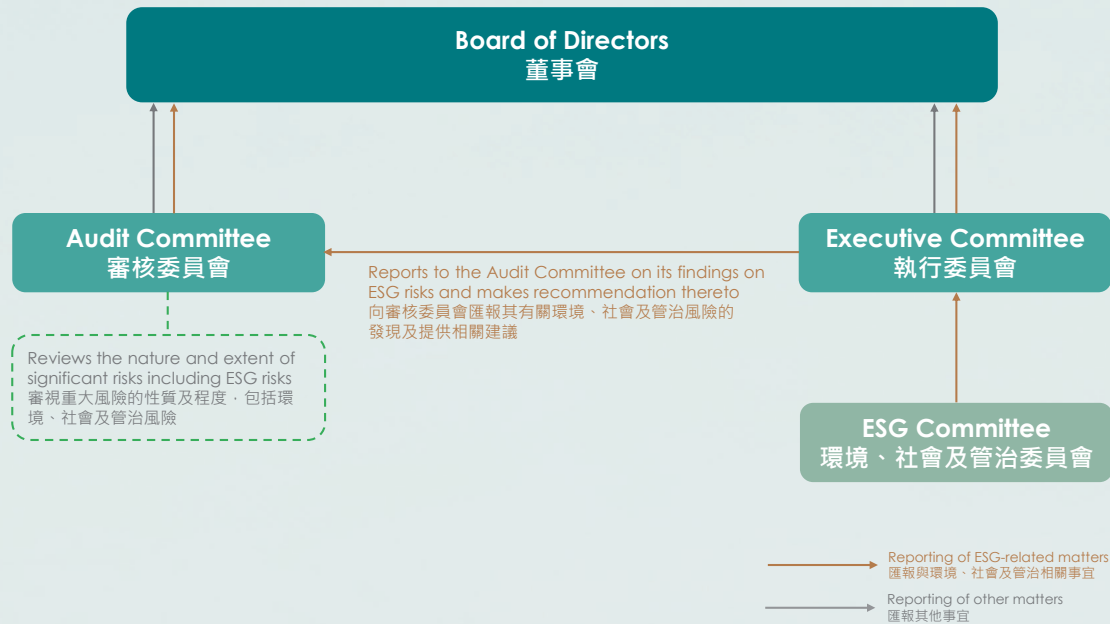 Board of Directors
董事會
Audit Committee
審核委員會
Executive Committee
執行委員會
Reports to the Audit Committee on its findings on
ESG risks and makes recommendation thereto
向審核委員會匯報其有關環境、社會及管治風險的
發現及提供相關建議
Reviews the nature and extent of
significant risks including ESG risks
審視重大風險的性質及程度，包括環
境、社會及管治風險
ESG Committee
環境、社會及管治委員會
Reporting of ESG-related matters
匯報與環境、社會及管治相關事宜
Reporting of other matters
匯報其他事宜